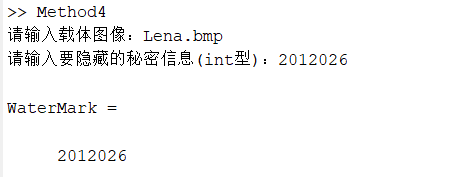 >> Method4
请输入载体图像：Lena.bmp
请输入要隐藏的秘密信息(int型)：2012026
WaterMark =
2012026